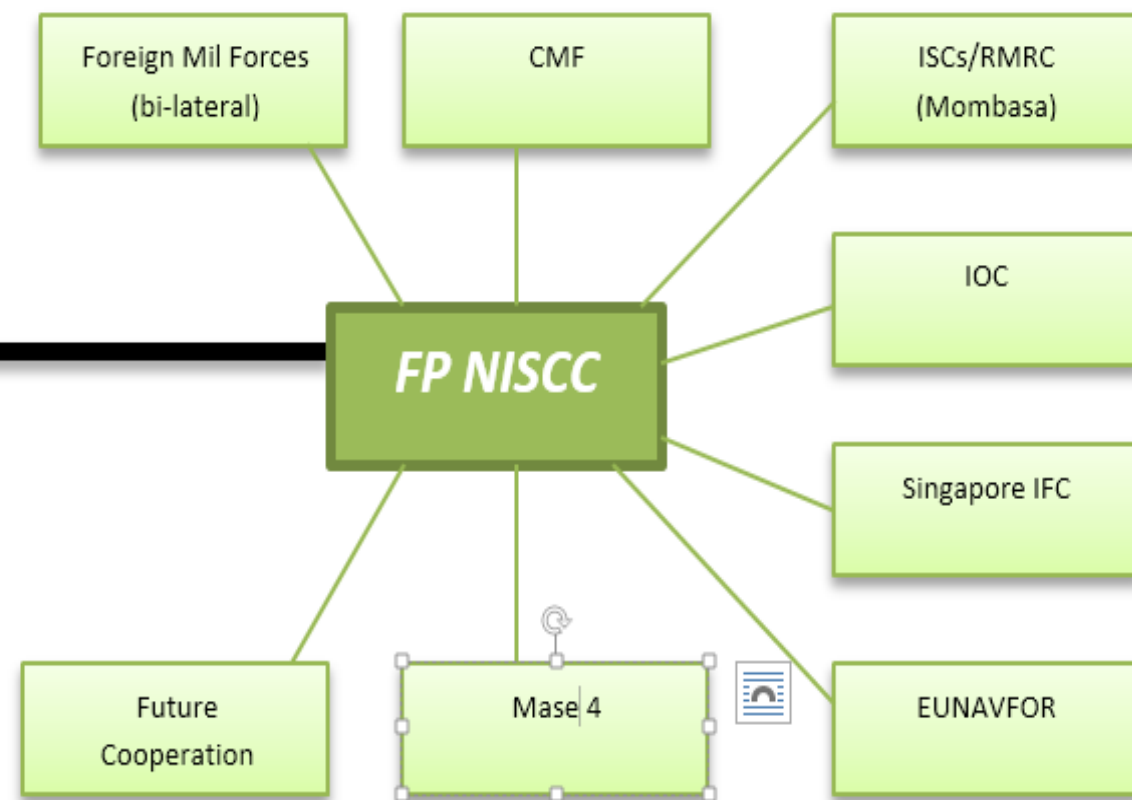 Foreign Mil Forces
(bi-lateral)
CMF
ISCs/RMRC
(Mombasa)
IOC
FP NISCC
Singapore IFC
Future
Cooperation
Mase 4
EUNAVFOR